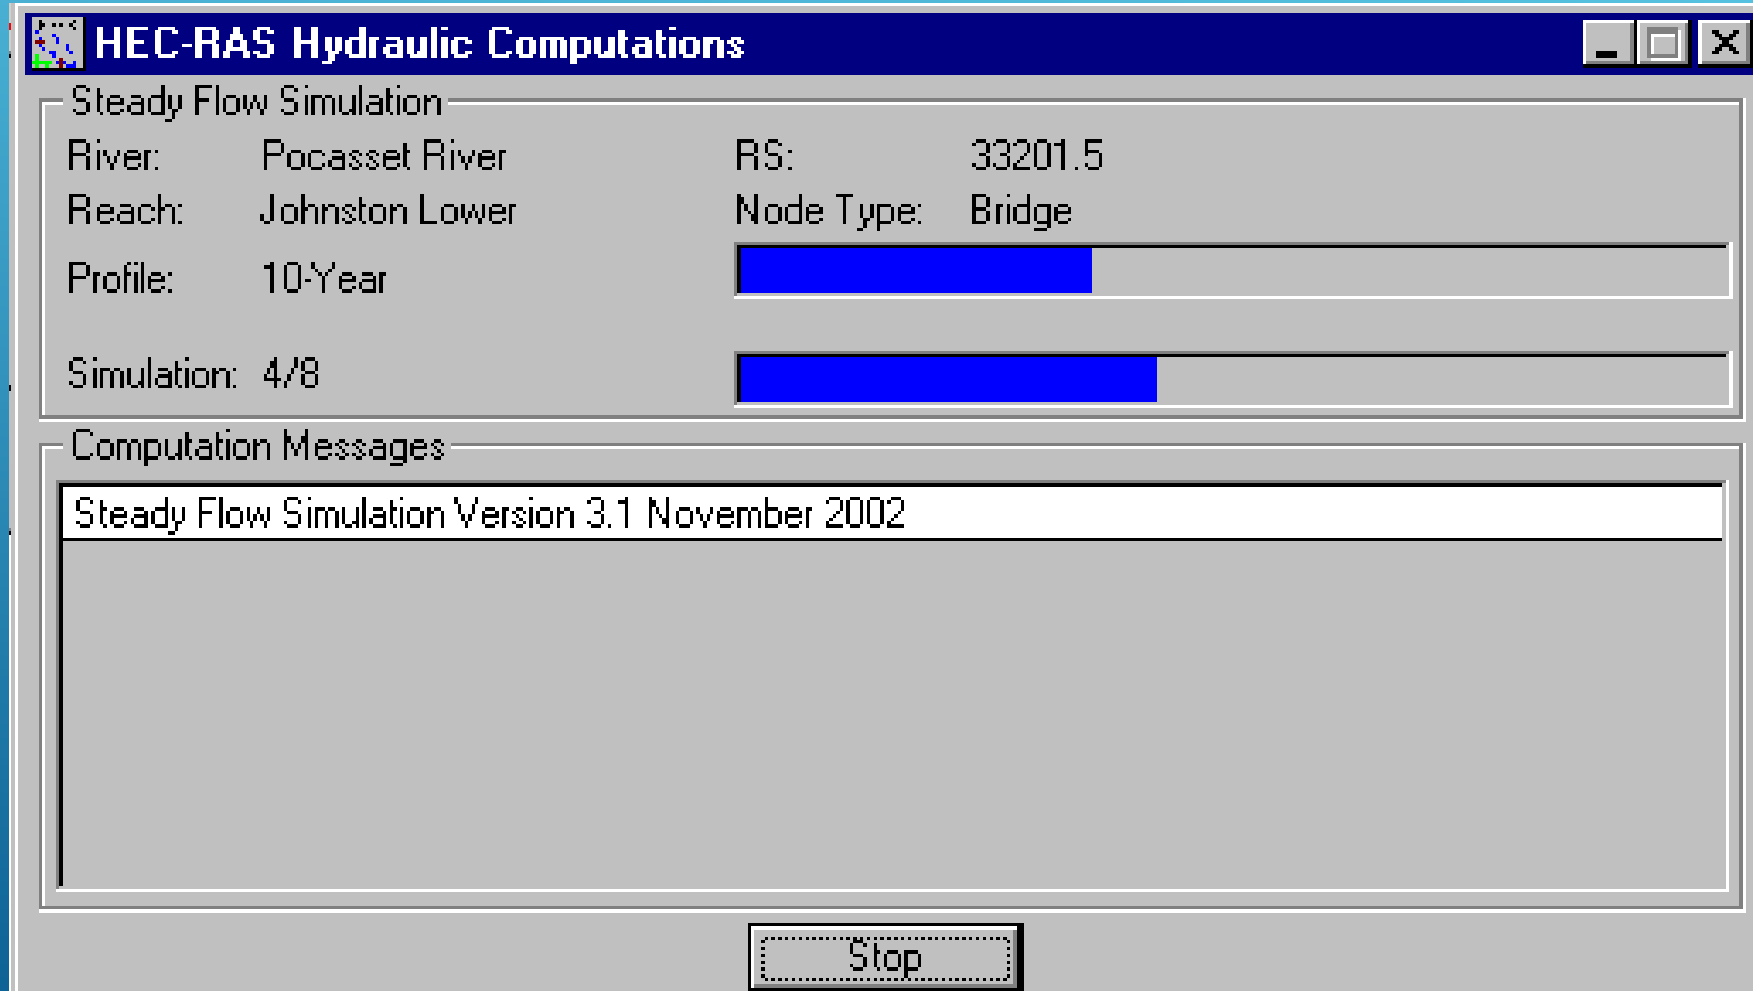 HEC-RAS Hydraulic Computations
Steady Flow Simulation
River: Pocasset River RS: 33201.5
Reach: Johnston Lower Node Type: Bridge
Profile: 10-Year
Simulation: 4/8
Computation Messages
Steady Flow Simulation Version 3.1 November 2002
Stop